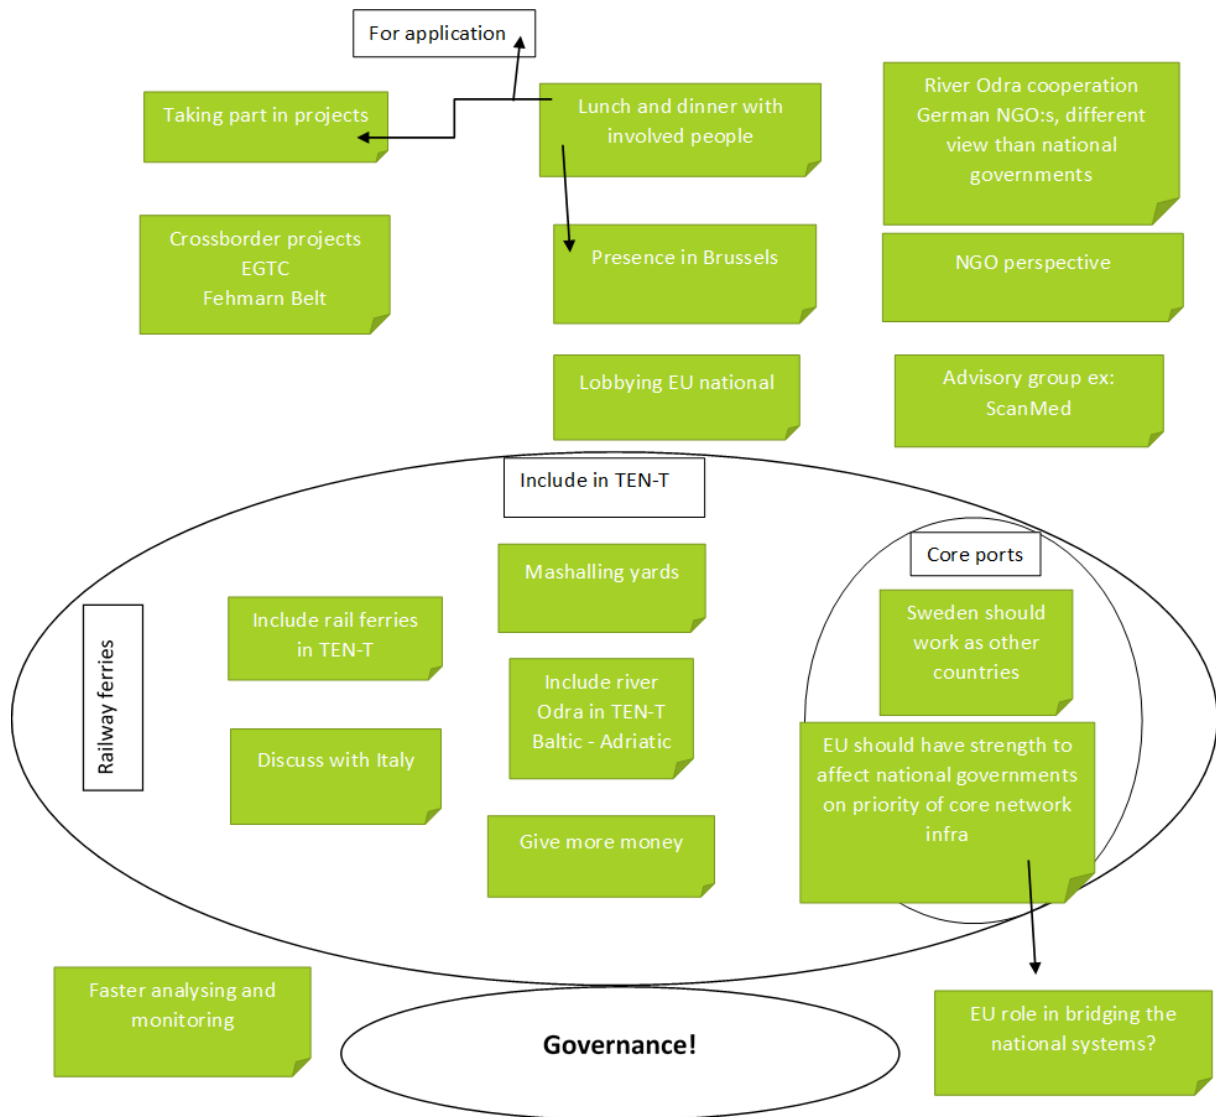 For application
Taking part in projects
Lunch and dinner with
involved people
River Odra cooperation
German NGO:s, different
view than national
governments
Crossborder projects
EGTC
Fehmarn Belt
Presence in Brussels
NGO perspective
Lobbying EU national
Advisory group ex:
ScanMed
Include in TEN-T
Railway ferries
Include rail ferries
in TEN-T
Discuss with Italy
Mashalling yards
Include river
Odra in TEN-T
Baltic - Adriatic
Give more money
Core ports
Sweden should
work as other
countries
EU should have strength to
affect national governments
on priority of core network
infra
Faster analysing and
monitoring
Governance!
EU role in bridging the
national systems?